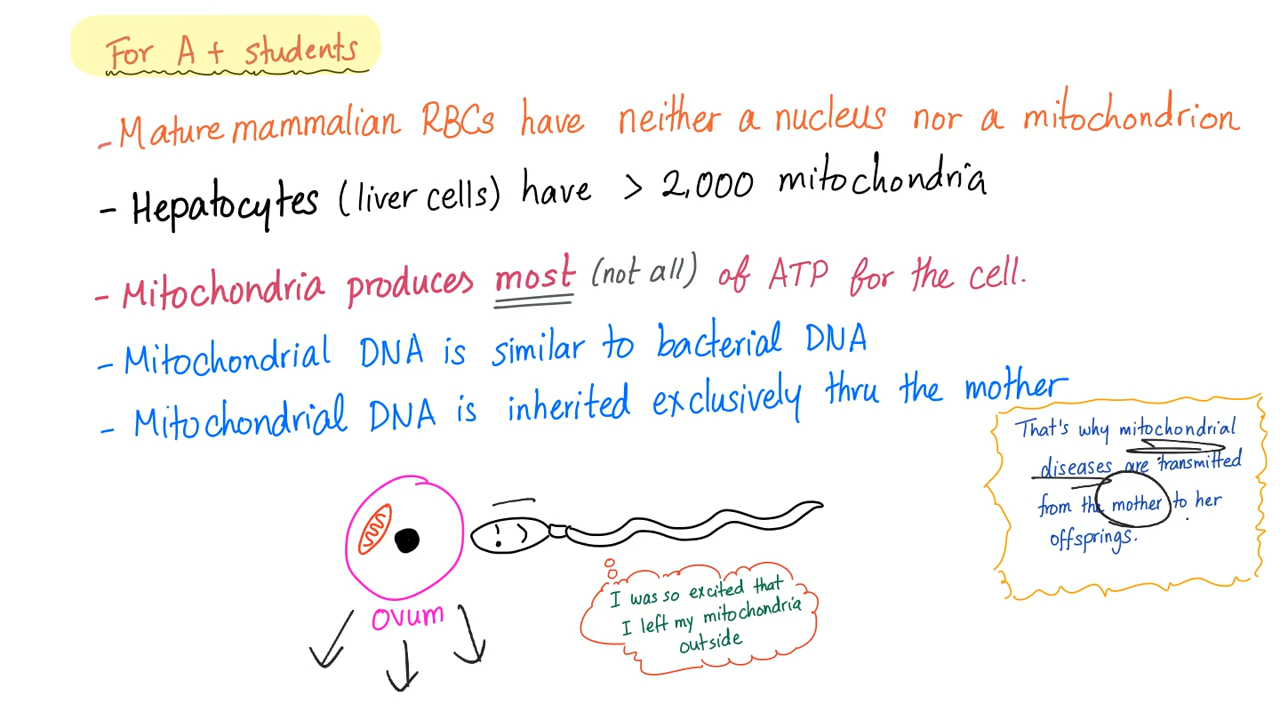 For A+ students
- Mature mammalian RBCs have neither a nucleus nor a mitochondrion
- Hepatocytes (liver cells) have > 2,000 mitochondria
- Mitochondria produces most (not all) of ATP for the cell.
- Mitochondrial DNA is similar to bacterial DNA
- Mitochondrial DNA is inherited exclusively thru the mother
That's why mitochondrial
diseases are transmitted
from the mother to her
offsprings.
ovum
I was so excited that
I left my mitochondria
outside